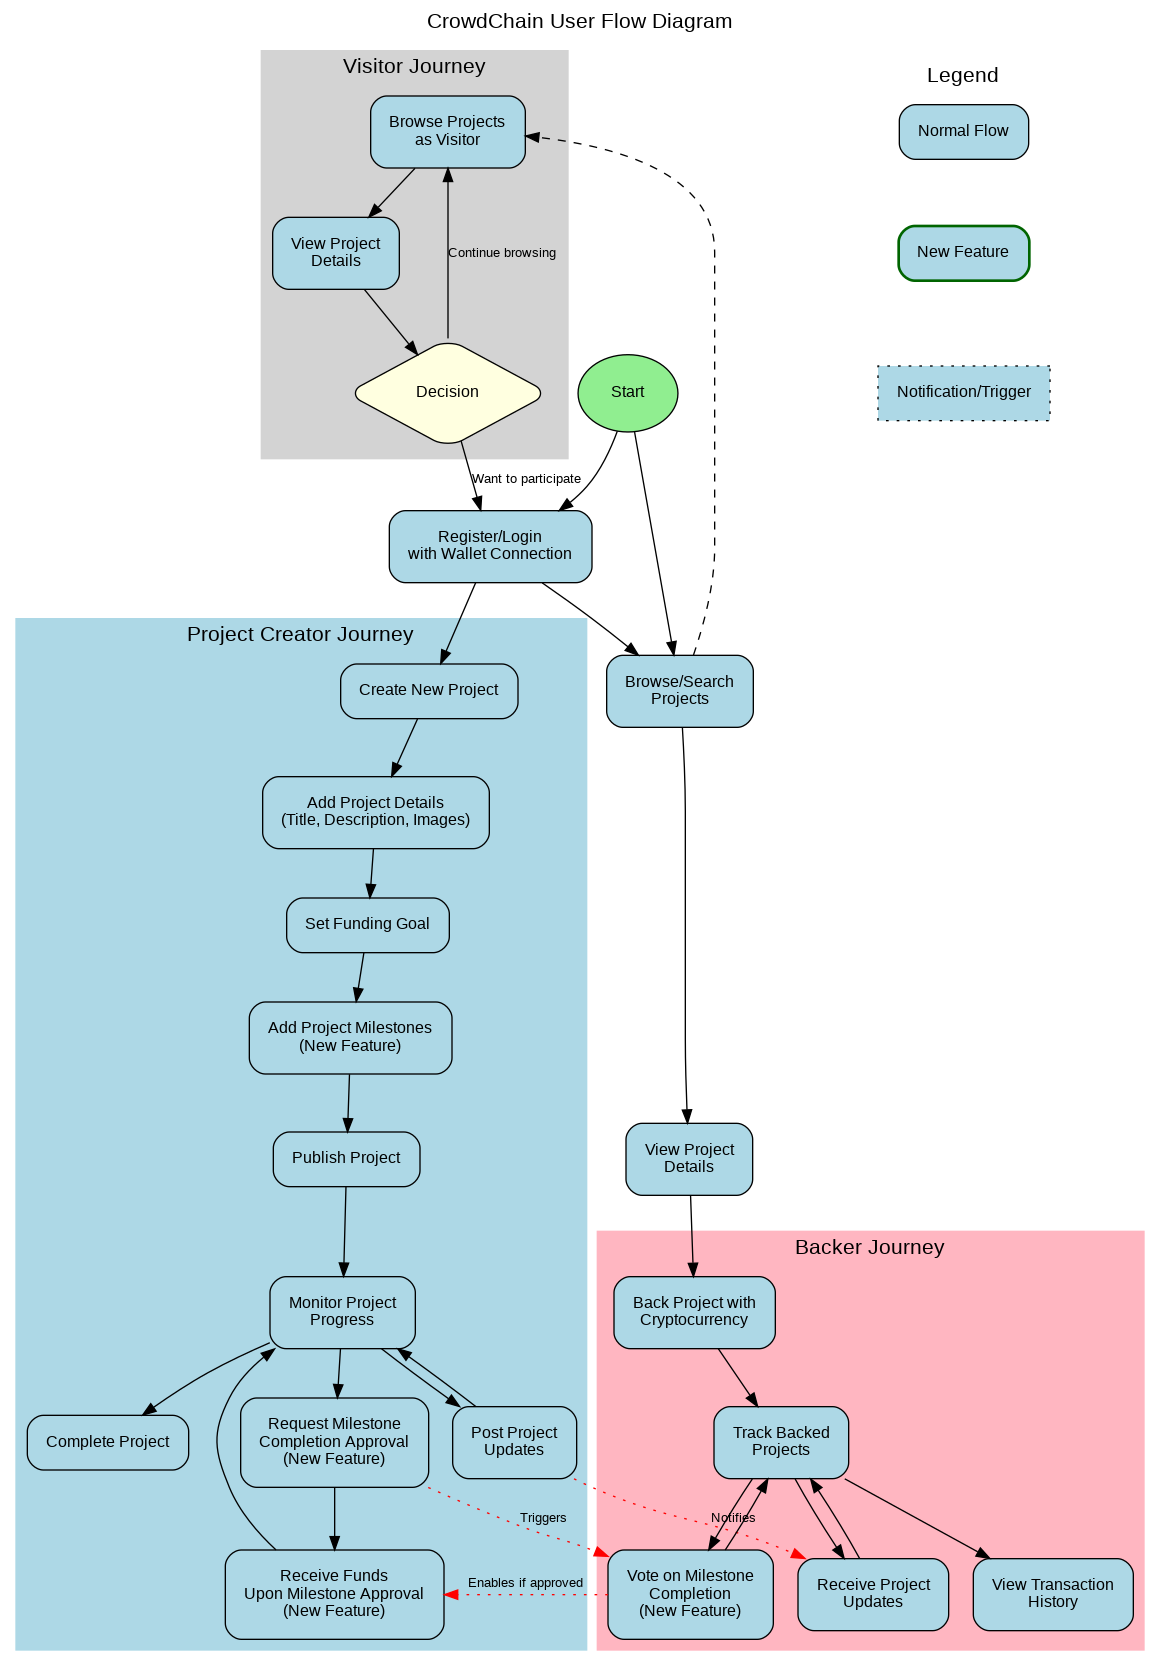 CrowdChain User Flow Diagram
Visitor Journey
Browse Projects
as Visitor
View Project
Details
Continue browsing
Decision
Start
Legend
Normal Flow
New Feature
Notification/Trigger
Want to participate
Register/Login
with Wallet Connection
Project Creator Journey
Create New Project
Browse/Search
Projects
Add Project Details
(Title, Description, Images)
Set Funding Goal
Add Project Milestones
(New Feature)
Publish Project
View Project
Details
Monitor Project
Progress
Complete Project
Request Milestone
Completion Approval
(New Feature)
Post Project
Updates
Receive Funds
Upon Milestone Approval
(New Feature)
Triggers
Enables if approved
Backer Journey
Back Project with
Cryptocurrency
Track Backed
Projects
Notifies
Vote on Milestone
Completion
(New Feature)
Receive Project
Updates
View Transaction
History